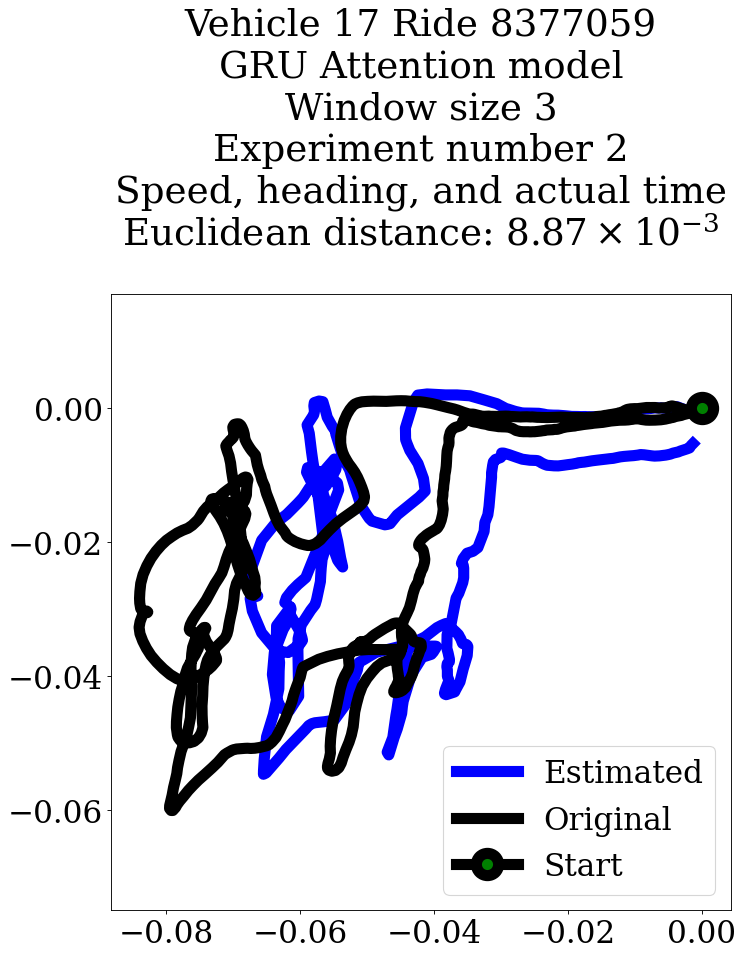 Vehicle 17 Ride 8377059
GRU Attention model
Window size 3
Experiment number 2
Speed, heading, and actual time
Euclidean distance: 8.87 × 10⁻³
0.00
−0.02
−0.04
−0.06
Estimated
Original
Start
−0.08 −0.06 −0.04 −0.02 0.00